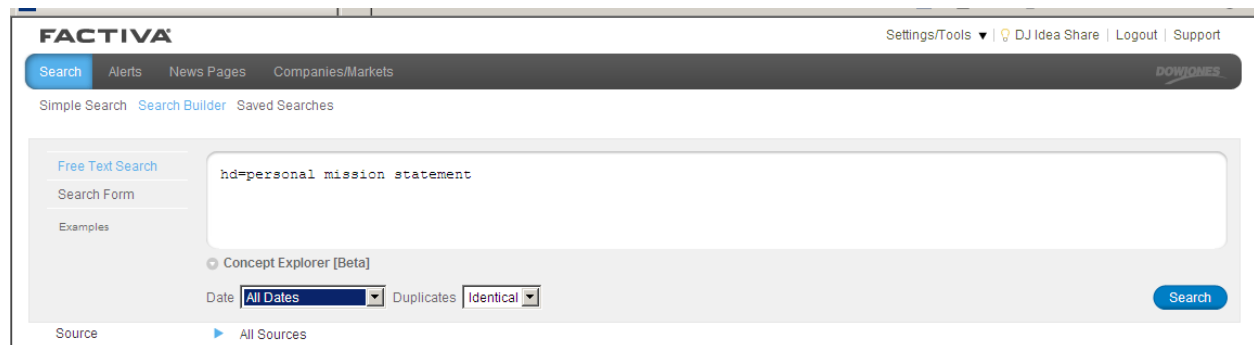 FACTIVA Settings/Tools ▼ | DJ Idea Share | Logout | Support
Search Alerts News Pages Companies/Markets DOWJONES
Simple Search Search Builder Saved Searches
Free Text Search
hd=personal mission statement
Search Form
Examples
Concept Explorer [Beta]
Date All Dates Duplicates Identical Search
Source All Sources